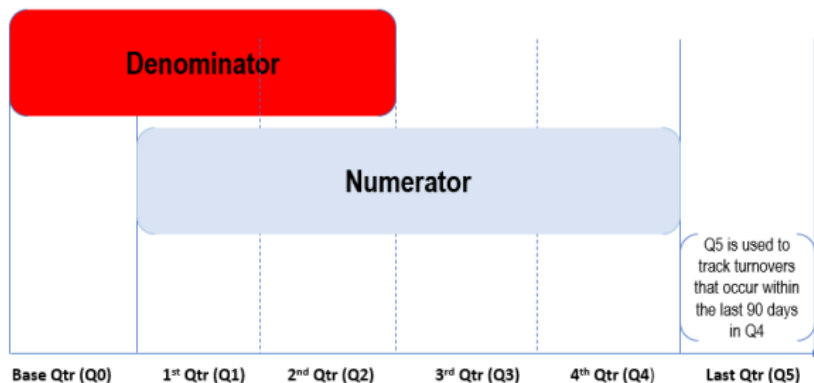 Denominator
Numerator
Q5 is used to
track turnovers
that occur within
the last 90 days
in Q4
Base Qtr (Q0) 1st Qtr (Q1) 2nd Qtr (Q2) 3rd Qtr (Q3) 4th Qtr (Q4) Last Qtr (Q5)